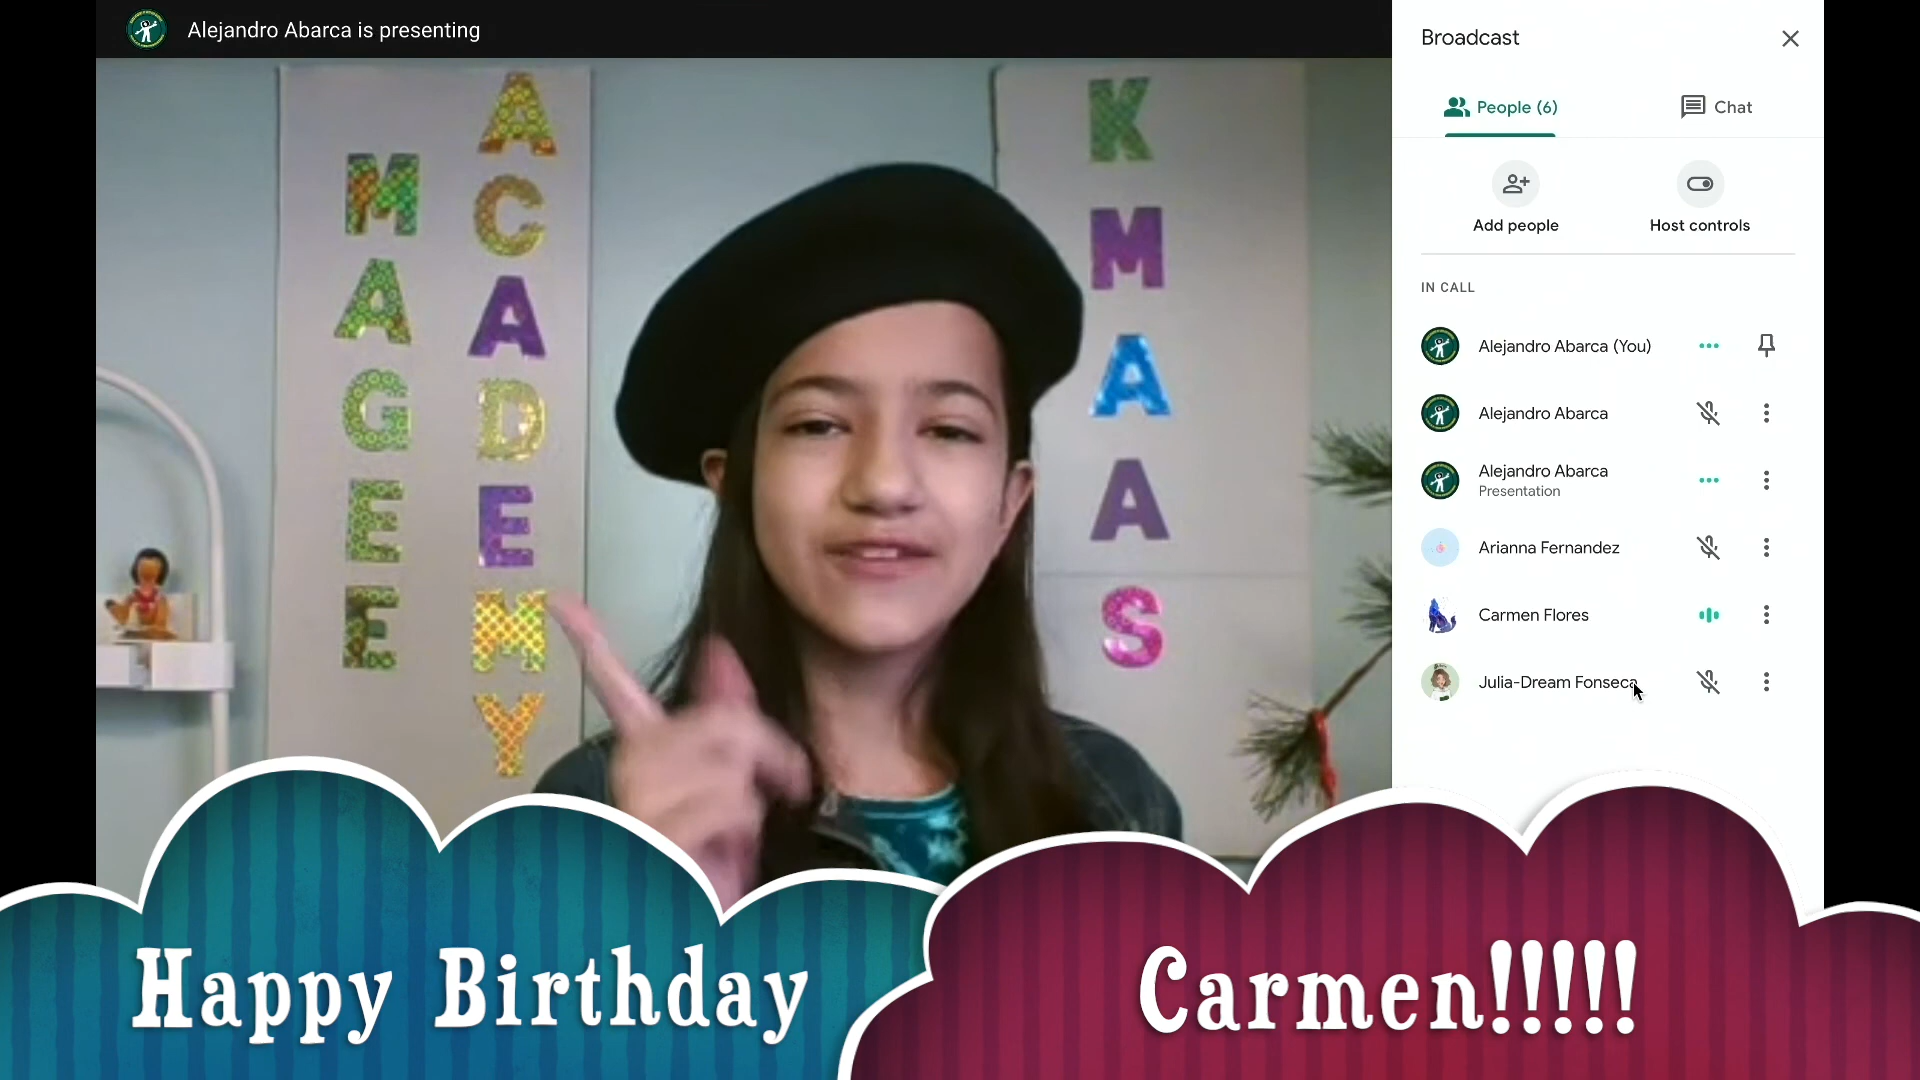 Alejandro Abarca is presenting
MAGEE
ACADEMY
KMAAS
Broadcast
People (6)
Chat
Add people
Host controls
IN CALL
Alejandro Abarca (You)
Alejandro Abarca
Alejandro Abarca
Presentation
Arianna Fernandez
Carmen Flores
Julia-Dream Fonseca
Happy Birthday
Carmen!!!!!